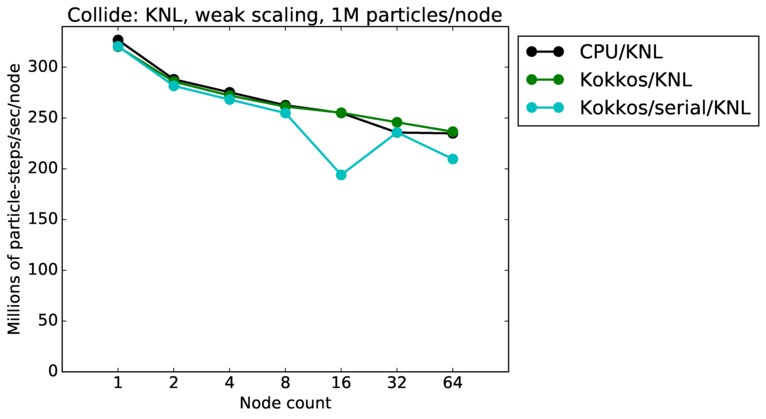 Collide: KNL, weak scaling, 1M particles/node
CPU/KNL
Kokkos/KNL
Kokkos/serial/KNL
Millions of particle-steps/sec/node
300
250
200
150
100
50
0
1 2 4 8 16 32 64
Node count